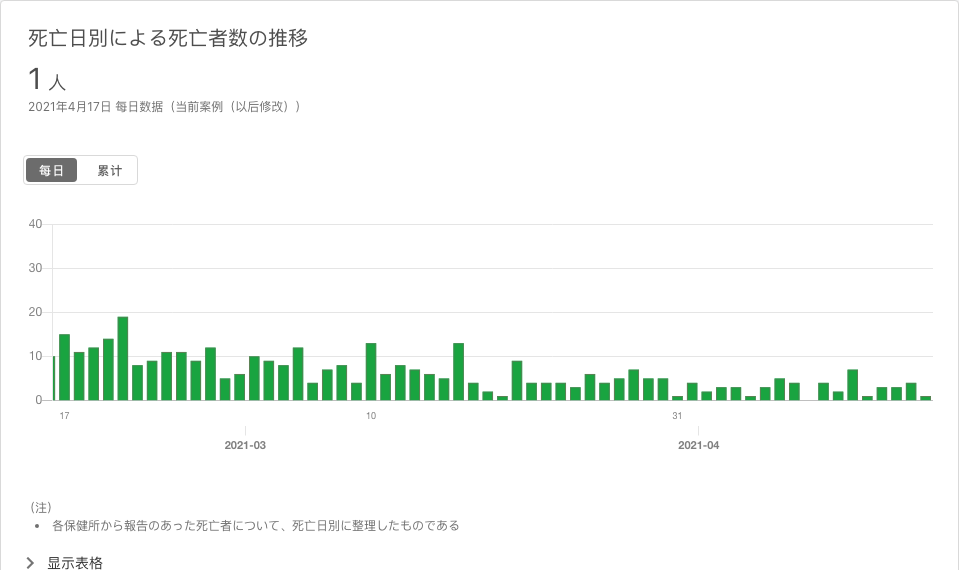 死亡日別による死亡者数の推移
1 人
2021年4月17日 每日数据（当前案例（以后修改））
每日 累计
40
30
20
10
0
17 10 31
2021-03 2021-04
（注）
• 各保健所から報告のあった死亡者について、死亡日別に整理したものである
显示表格